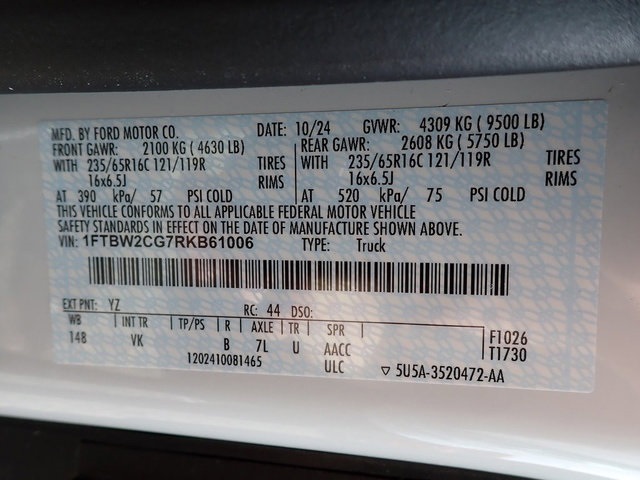 MFD. BY FORD MOTOR CO. DATE: 10/24 GVWR: 4309 KG ( 9500 LB)
FRONT GAWR: 2100 KG ( 4630 LB) REAR GAWR: 2608 KG ( 5750 LB)
WITH 235/65R16C 121/119R TIRES WITH 235/65R16C 121/119R TIRES
16x6.5J RIMS 16x6.5J RIMS
AT 390 kPa/ 57 PSI COLD AT 520 kPa/ 75 PSI COLD
THIS VEHICLE CONFORMS TO ALL APPLICABLE FEDERAL MOTOR VEHICLE
SAFETY STANDARDS IN EFFECT ON THE DATE OF MANUFACTURE SHOWN ABOVE.
VIN: 1FTBW2CG7RKB61006 TYPE: Truck
EXT PNT: YZ RC: 44 DSO:
WB INT TR TP/PS R AXLE TR SPR F1026
148 VK B 7L U AACC T1730
1202410081465 ULC ▽ 5U5A-3520472-AA